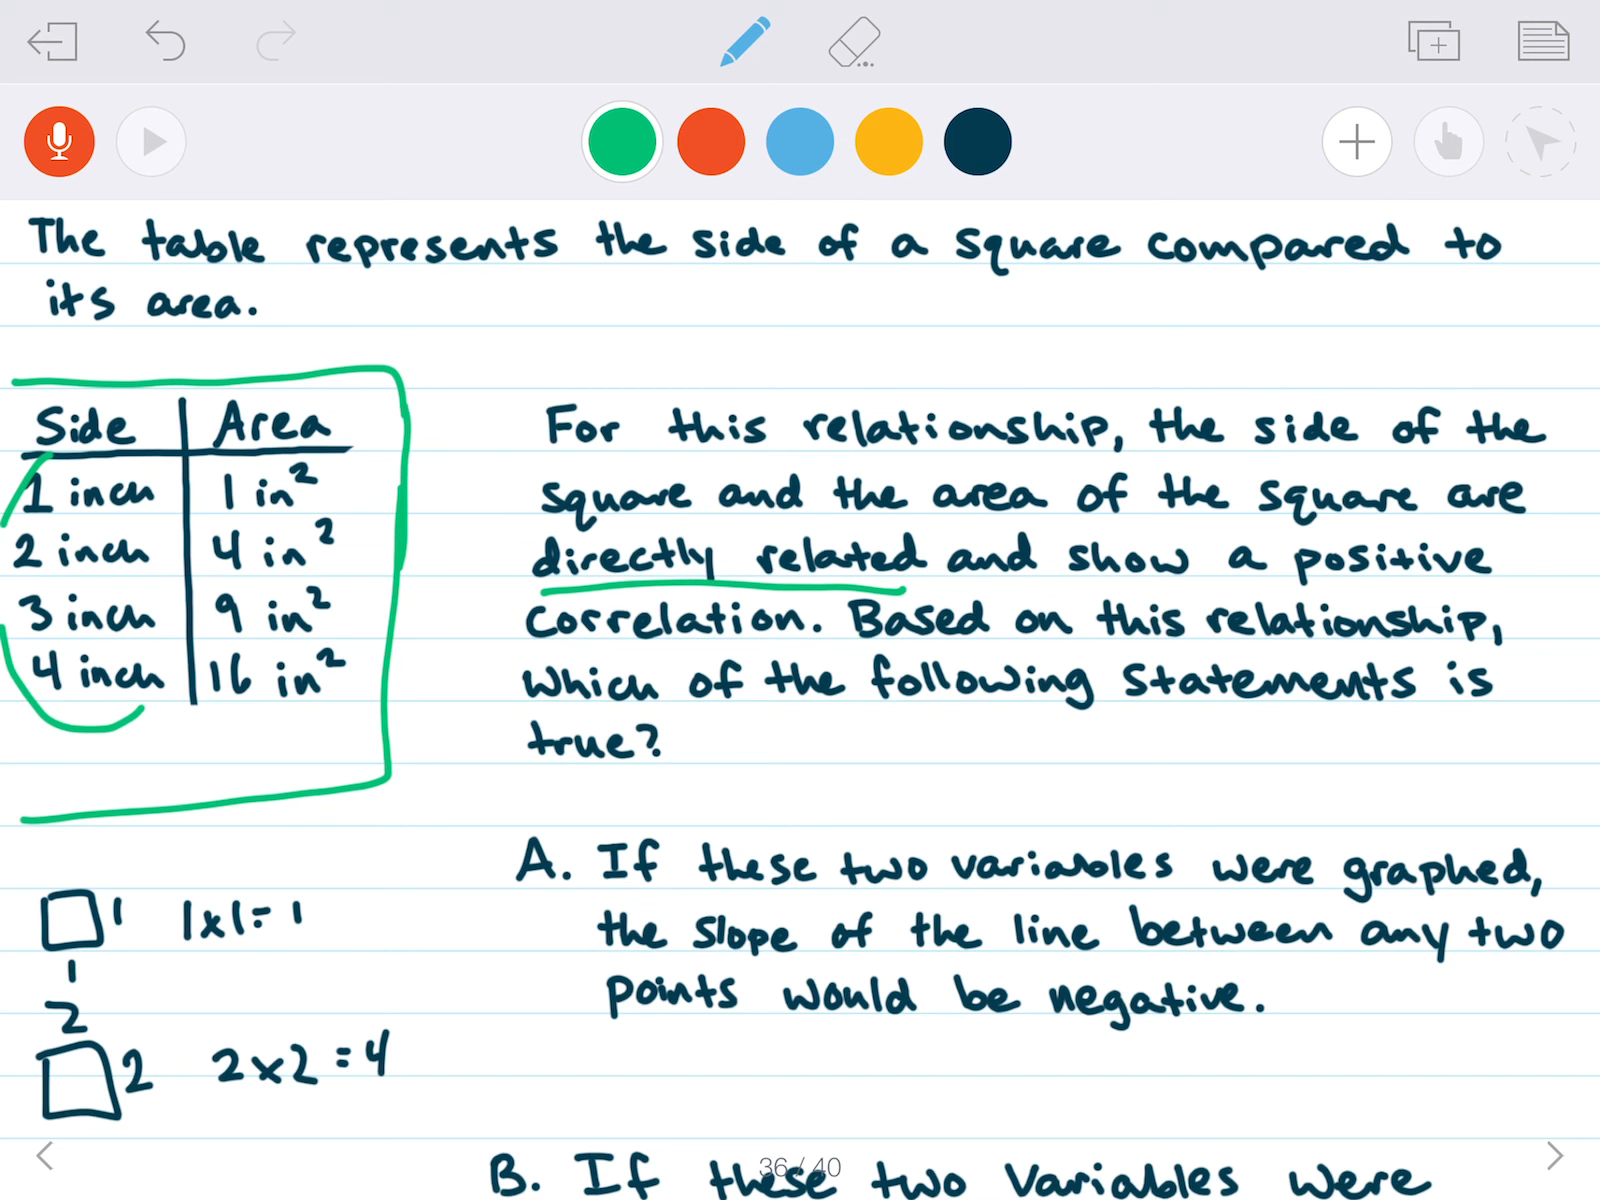 The table represents the side of a square compared to
its area.
Side Area
1 inch 1 in²
2 inch 4 in²
3 inch 9 in²
4 inch 16 in²
For this relationship, the side of the
square and the area of the square are
directly related and show a positive
correlation. Based on this relationship,
which of the following statements is
true?
A. If these two variables were graphed,
the slope of the line between any two
points would be negative.
1 1x1=1
1
2
2 2x2=4
B. If these two variables were
36 / 40